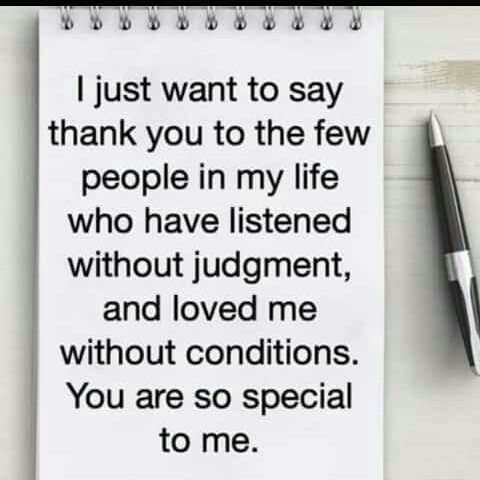 I just want to say
thank you to the few
people in my life
who have listened
without judgment,
and loved me
without conditions.
You are so special
to me.